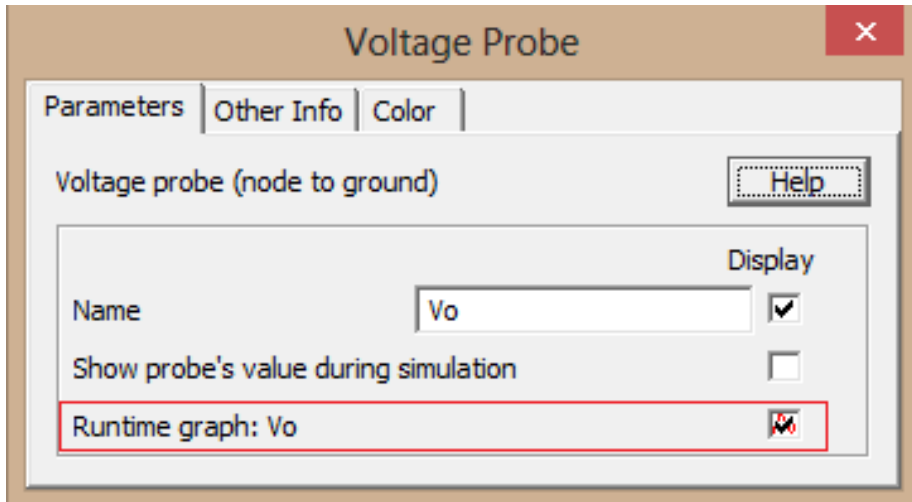 Voltage Probe
Parameters Other Info Color
Voltage probe (node to ground) Help
Display
Name Vo
Show probe's value during simulation
Runtime graph: Vo